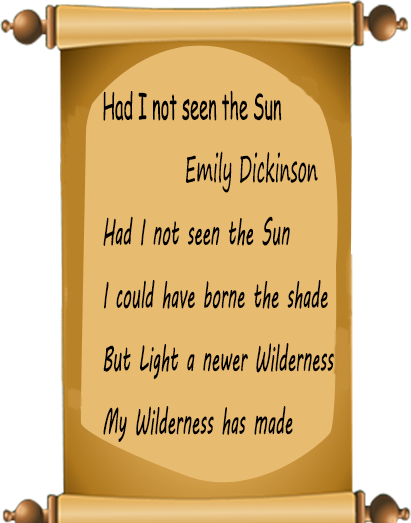 Had I not seen the Sun
Emily Dickinson
Had I not seen the Sun
I could have borne the shade
But Light a newer Wilderness
My Wilderness has made